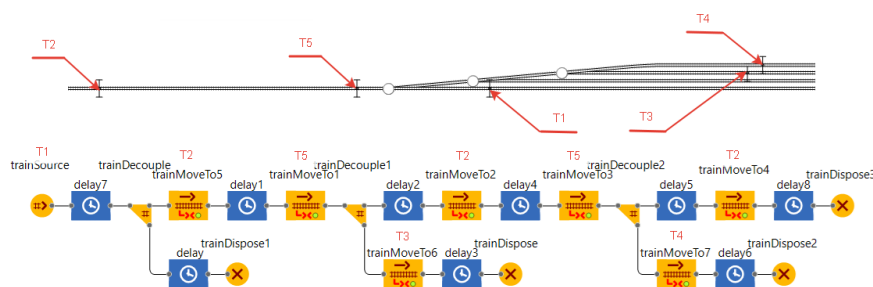 T4
T2
T5
T1
T3
T1
trainSource
delay7
trainDecouple
T2
trainMoveTo5
delay1
T5
trainMoveTo1
trainDecouple1
delay2
T2
trainMoveTo2
delay4
T5
trainMoveTo3
trainDecouple2
delay5
T2
trainMoveTo4
delay8
trainDispose3
delay
trainDispose1
T3
trainMoveTo6
delay3
trainDispose
T4
trainMoveTo7
delay6
trainDispose2